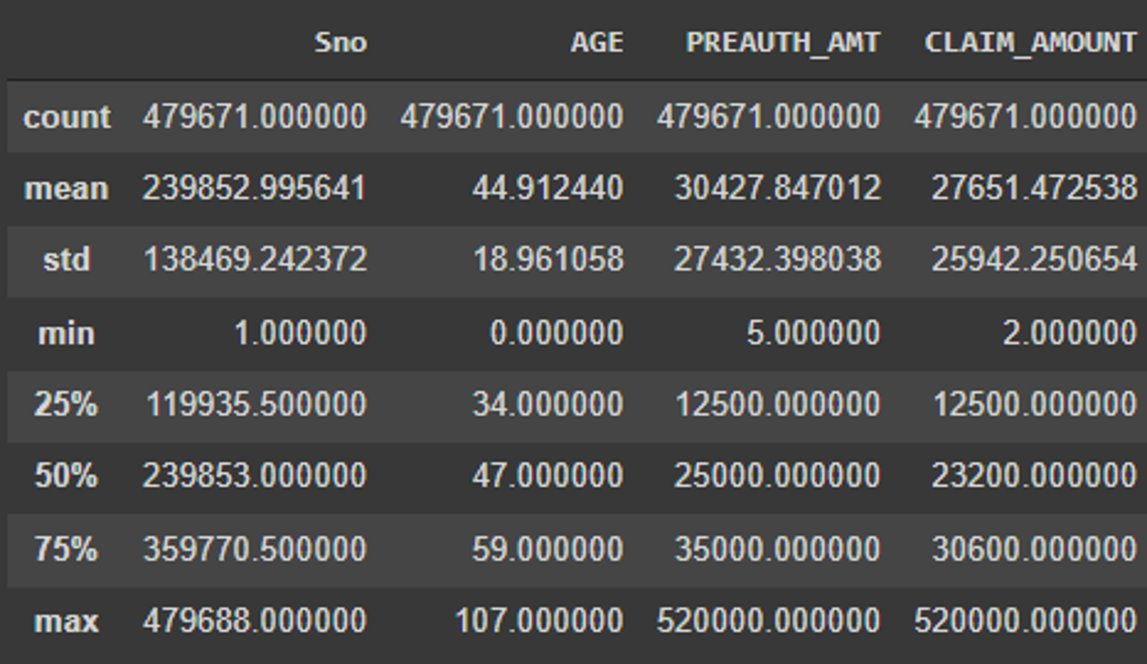 Sno AGE PREAUTH_AMT CLAIM_AMOUNT
count 479671.000000 479671.000000 479671.000000 479671.000000
mean 239852.995641 44.912440 30427.847012 27651.472538
std 138469.242372 18.961058 27432.398038 25942.250654
min 1.000000 0.000000 5.000000 2.000000
25% 119935.500000 34.000000 12500.000000 12500.000000
50% 239853.000000 47.000000 25000.000000 23200.000000
75% 359770.500000 59.000000 35000.000000 30600.000000
max 479688.000000 107.000000 520000.000000 520000.000000